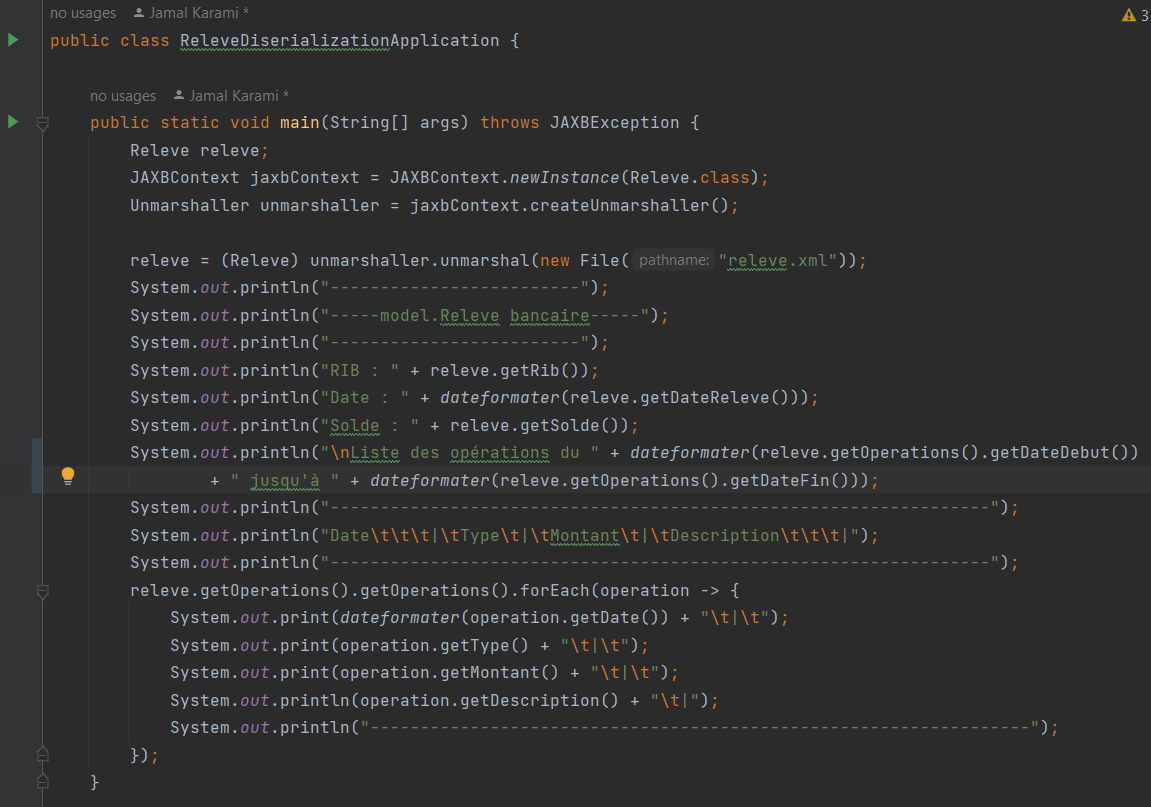 no usages Jamal Karami *
3
public class ReleveDiserializationApplication {
no usages Jamal Karami *
public static void main(String[] args) throws JAXBException {
Releve releve;
JAXBContext jaxbContext = JAXBContext.newInstance(Releve.class);
Unmarshaller unmarshaller = jaxbContext.createUnmarshaller();
releve = (Releve) unmarshaller.unmarshal(new File( pathname: "releve.xml"));
System.out.println("-------------------------");
System.out.println("-----model.Releve bancaire-----");
System.out.println("-------------------------");
System.out.println("RIB : " + releve.getRib());
System.out.println("Date : " + dateformater(releve.getDateReleve()));
System.out.println("Solde : " + releve.getSolde());
System.out.println("\nListe des opérations du " + dateformater(releve.getOperations().getDateDebut())
+ " jusqu'à " + dateformater(releve.getOperations().getDateFin()));
System.out.println("------------------------------------------------------------------");
System.out.println("Date\t\t\t|\tType\t|\tMontant\t|\tDescription\t\t\t|");
System.out.println("------------------------------------------------------------------");
releve.getOperations().getOperations().forEach(operation -> {
System.out.print(dateformater(operation.getDate()) + "\t|\t");
System.out.print(operation.getType() + "\t|\t");
System.out.print(operation.getMontant() + "\t|\t");
System.out.println(operation.getDescription() + "\t|");
System.out.println("------------------------------------------------------------------");
});
}